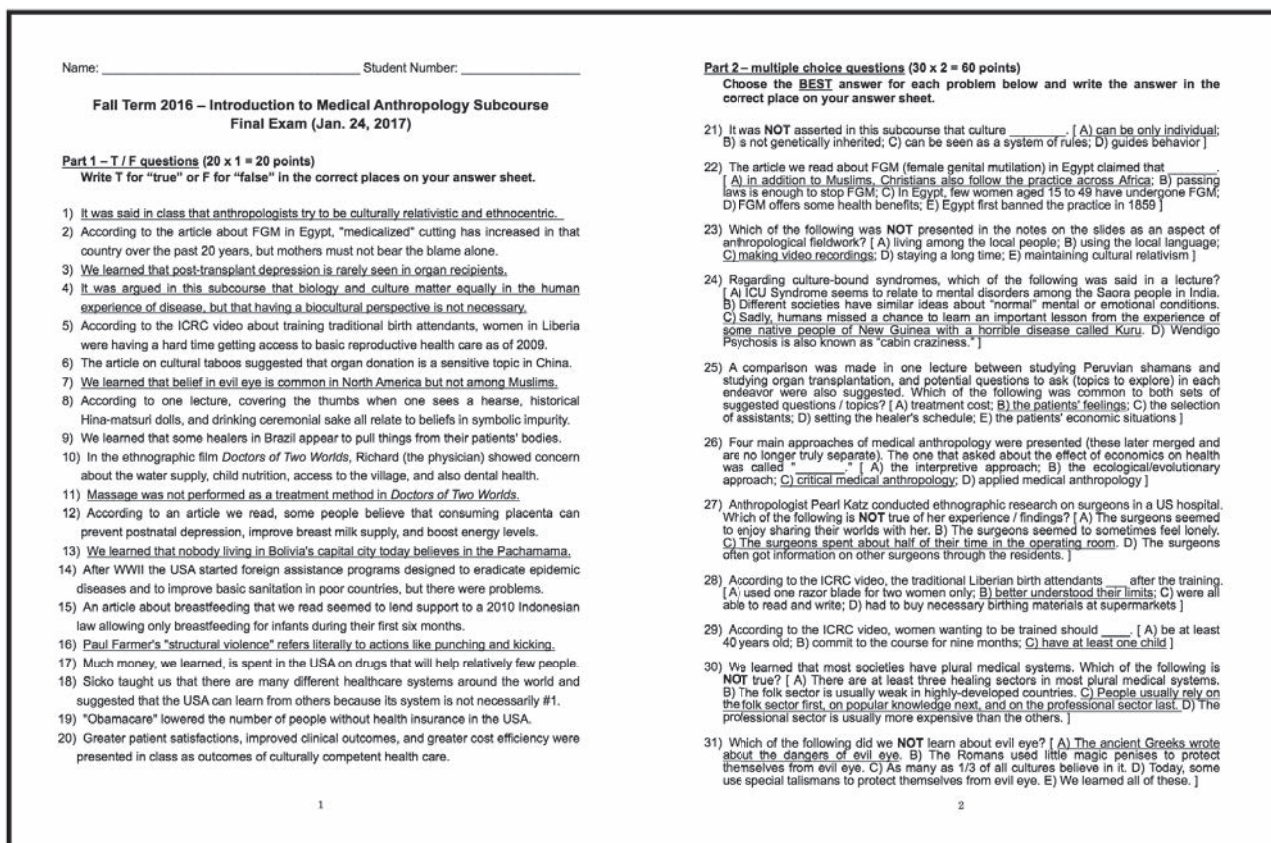 Name: ______________________ Student Number: ______________
Fall Term 2016 – Introduction to Medical Anthropology Subcourse
Final Exam (Jan. 24, 2017)
Part 1 – T / F questions (20 x 1 = 20 points)
Write T for “true” or F for “false” in the correct places on your answer sheet.
1) It was said in class that anthropologists try to be culturally relativistic and ethnocentric.
2) According to the article about FGM in Egypt, "medicalized" cutting has increased in that
country over the past 20 years, but mothers must not bear the blame alone.
3) We learned that post-transplant depression is rarely seen in organ recipients.
4) It was argued in this subcourse that biology and culture matter equally in the human
experience of disease, but that having a biocultural perspective is not necessary.
5) According to the ICRC video about training traditional birth attendants, women in Liberia
were having a hard time getting access to basic reproductive health care as of 2009.
6) The article on cultural taboos suggested that organ donation is a sensitive topic in China.
7) We learned that belief in evil eye is common in North America but not among Muslims.
8) According to one lecture, covering the thumbs when one sees a hearse, historical
Hina-matsuri dolls, and drinking ceremonial sake all relate to beliefs in symbolic impurity.
9) We learned that some healers in Brazil appear to pull things from their patients' bodies.
10) In the ethnographic film Doctors of Two Worlds, Richard (the physician) showed concern
about the water supply, child nutrition, access to the village, and also dental health.
11) Massage was not performed as a treatment method in Doctors of Two Worlds.
12) According to an article we read, some people believe that consuming placenta can
prevent postnatal depression, improve breast milk supply, and boost energy levels.
13) We learned that nobody living in Bolivia's capital city today believes in the Pachamama.
14) After WWII the USA started foreign assistance programs designed to eradicate epidemic
diseases and to improve basic sanitation in poor countries, but there were problems.
15) An article about breastfeeding that we read seemed to lend support to a 2010 Indonesian
law allowing only breastfeeding for infants during their first six months.
16) Paul Farmer's "structural violence" refers literally to actions like punching and kicking.
17) Much money, we learned, is spent in the USA on drugs that will help relatively few people.
18) Sicko taught us that there are many different healthcare systems around the world and
suggested that the USA can learn from others because its system is not necessarily #1.
19) "Obamacare" lowered the number of people without health insurance in the USA.
20) Greater patient satisfactions, improved clinical outcomes, and greater cost efficiency were
presented in class as outcomes of culturally competent health care.
1
Part 2 – multiple choice questions (30 x 2 = 60 points)
Choose the BEST answer for each problem below and write the answer in the
correct place on your answer sheet.
21) It was NOT asserted in this subcourse that culture ________. [ A) can be only individual;
B) s not genetically inherited; C) can be seen as a system of rules; D) guides behavior ]
22) The article we read about FGM (female genital mutilation) in Egypt claimed that _______.
[ A) in addition to Muslims, Christians also follow the practice across Africa; B) passing
laws is enough to stop FGM; C) In Egypt, few women aged 15 to 49 have undergone FGM;
D) FGM offers some health benefits; E) Egypt first banned the practice in 1859 ]
23) Which of the following was NOT presented in the notes on the slides as an aspect of
anthropological fieldwork? [ A) living among the local people; B) using the local language;
C) making video recordings; D) staying a long time; E) maintaining cultural relativism ]
24) Regarding culture-bound syndromes, which of the following was said in a lecture?
[ A) ICU Syndrome seems to relate to mental disorders among the Saora people in India.
B) Different societies have similar ideas about "normal" mental or emotional conditions.
C) Sadly, humans missed a chance to learn an important lesson from the experience of
some native people of New Guinea with a horrible disease called Kuru. D) Wendigo
Psychosis is also known as "cabin craziness." ]
25) A comparison was made in one lecture between studying Peruvian shamans and
studying organ transplantation, and potential questions to ask (topics to explore) in each
endeavor were also suggested. Which of the following was common to both sets of
suggested questions / topics? [ A) treatment cost; B) the patients' feelings; C) the selection
of assistants; D) setting the healer's schedule; E) the patients' economic situations ]
26) Four main approaches of medical anthropology were presented (these later merged and
are no longer truly separate). The one that asked about the effect of economics on health
was called "_______." [ A) the interpretive approach; B) the ecological/evolutionary
approach; C) critical medical anthropology; D) applied medical anthropology ]
27) Anthropologist Pearl Katz conducted ethnographic research on surgeons in a US hospital.
Which of the following is NOT true of her experience / findings? [ A) The surgeons seemed
to enjoy sharing their worlds with her. B) The surgeons seemed to sometimes feel lonely.
C) The surgeons spent about half of their time in the operating room. D) The surgeons
often got information on other surgeons through the residents. ]
28) According to the ICRC video, the traditional Liberian birth attendants ___ after the training.
[ A) used one razor blade for two women only; B) better understood their limits; C) were all
able to read and write; D) had to buy necessary birthing materials at supermarkets ]
29) According to the ICRC video, women wanting to be trained should ____. [ A) be at least
40 years old; B) commit to the course for nine months; C) have at least one child ]
30) We learned that most societies have plural medical systems. Which of the following is
NOT true? [ A) There are at least three healing sectors in most plural medical systems.
B) The folk sector is usually weak in highly-developed countries. C) People usually rely on
the folk sector first, on popular knowledge next, and on the professional sector last. D) The
professional sector is usually more expensive than the others. ]
31) Which of the following did we NOT learn about evil eye? [ A) The ancient Greeks wrote
about the dangers of evil eye. B) The Romans used little magic penises to protect
themselves from evil eye. C) As many as 1/3 of all cultures believe in it. D) Today, some
use special talismans to protect themselves from evil eye. E) We learned all of these. ]
2